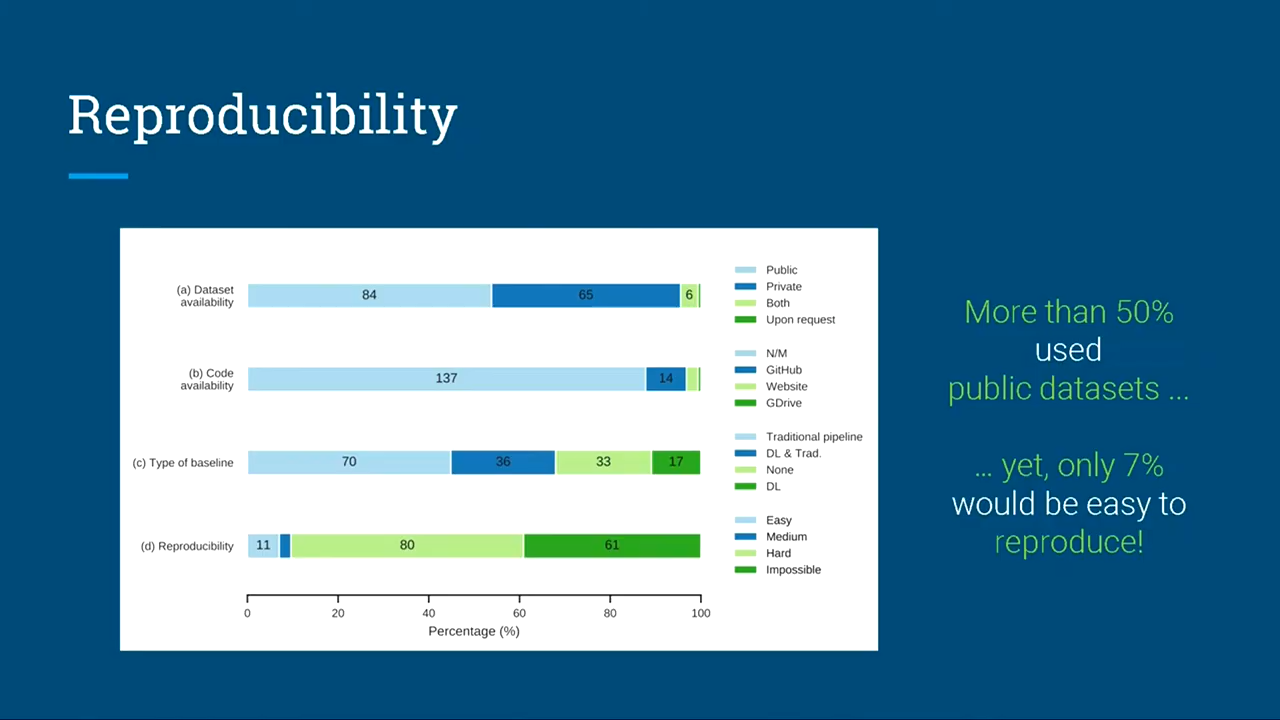 Reproducibility
(a) Dataset
availability
84
65
6
Public
Private
Both
Upon request
(b) Code
availability
137
14
N/M
GitHub
Website
GDrive
(c) Type of baseline
70
36
33
17
Traditional pipeline
DL & Trad.
None
DL
(d) Reproducibility
11
80
61
Easy
Medium
Hard
Impossible
0 20 40 60 80 100
Percentage (%)
More than 50%
used
public datasets ...
... yet, only 7%
would be easy to
reproduce!